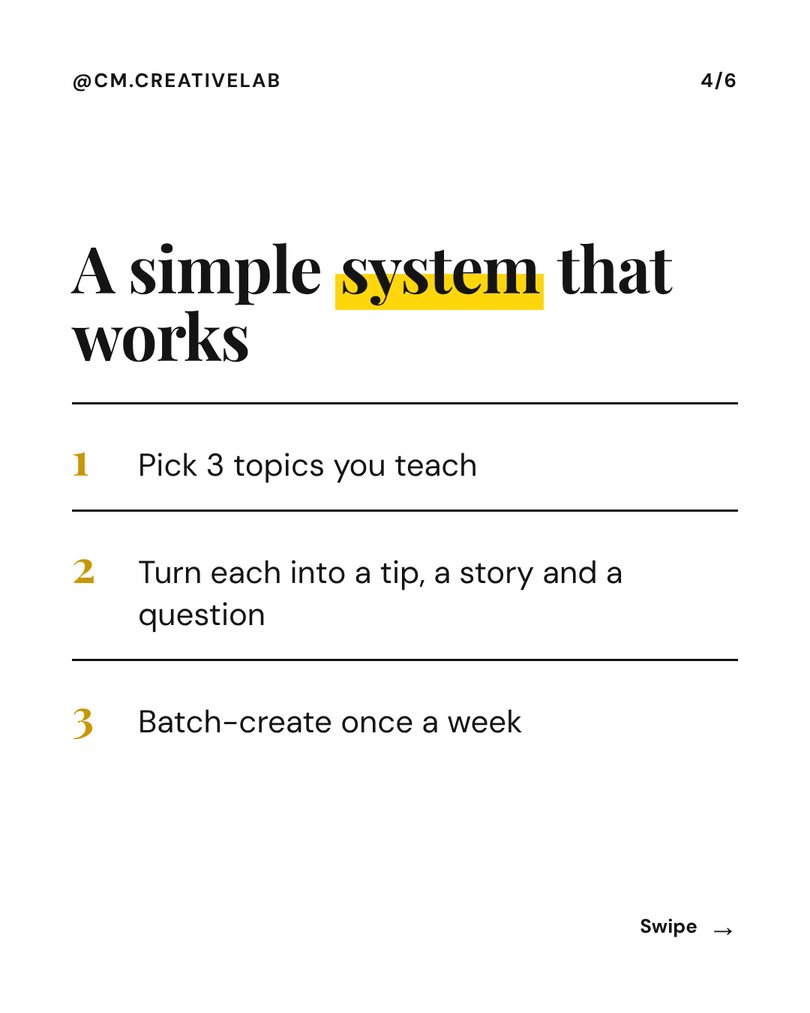 @CM.CREATIVELAB
4/6
A simple system that
works
1 Pick 3 topics you teach
2 Turn each into a tip, a story and a
question
3 Batch-create once a week
Swipe →